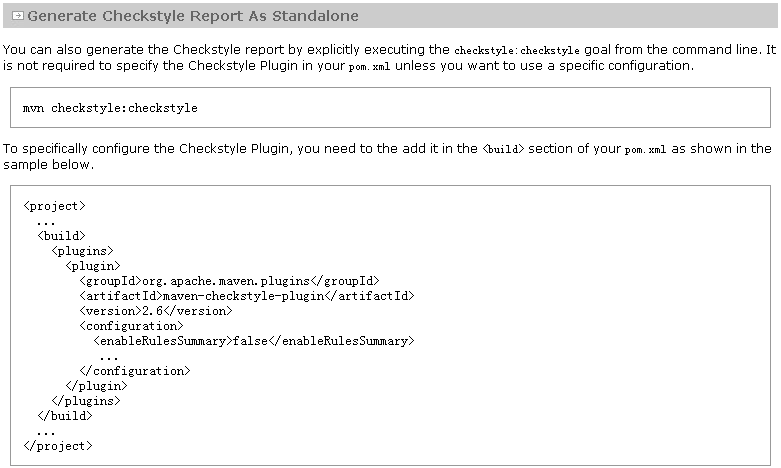 Generate Checkstyle Report As Standalone
You can also generate the Checkstyle report by explicitly executing the checkstyle:checkstyle goal from the command line. It
is not required to specify the Checkstyle Plugin in your pom.xml unless you want to use a specific configuration.
mvn checkstyle:checkstyle
To specifically configure the Checkstyle Plugin, you need to the add it in the <build> section of your pom.xml as shown in the
sample below.
<project>
  ...
  <build>
    <plugins>
      <plugin>
        <groupId>org.apache.maven.plugins</groupId>
        <artifactId>maven-checkstyle-plugin</artifactId>
        <version>2.6</version>
        <configuration>
          <enableRulesSummary>false</enableRulesSummary>
          ...
        </configuration>
      </plugin>
    </plugins>
  </build>
  ...
</project>